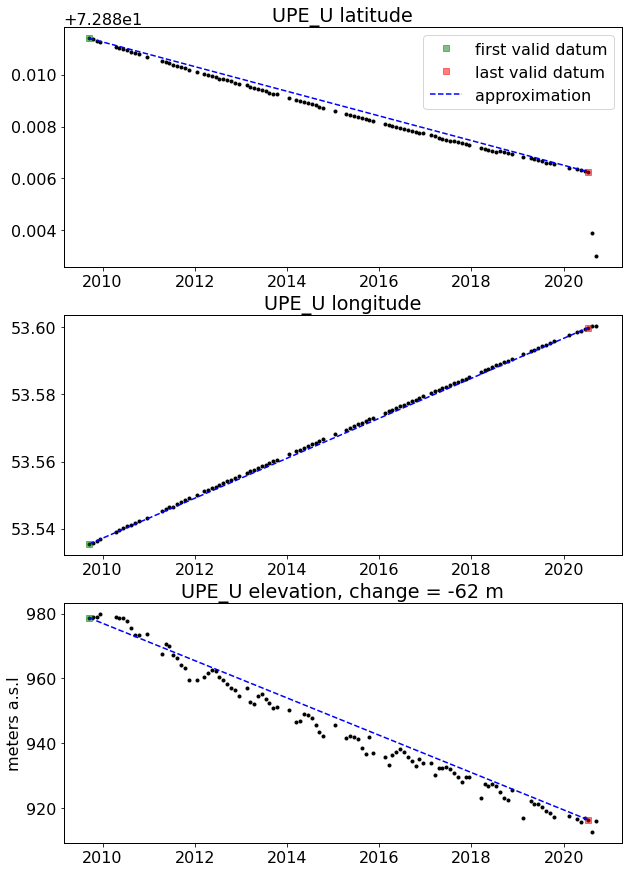 UPE_U latitude
+7.288e1
first valid datum
last valid datum
approximation
0.010
0.008
0.006
0.004
2010 2012 2014 2016 2018 2020
UPE_U longitude
53.60
53.58
53.56
53.54
2010 2012 2014 2016 2018 2020
UPE_U elevation, change = -62 m
meters a.s.l
980
960
940
920
2010 2012 2014 2016 2018 2020